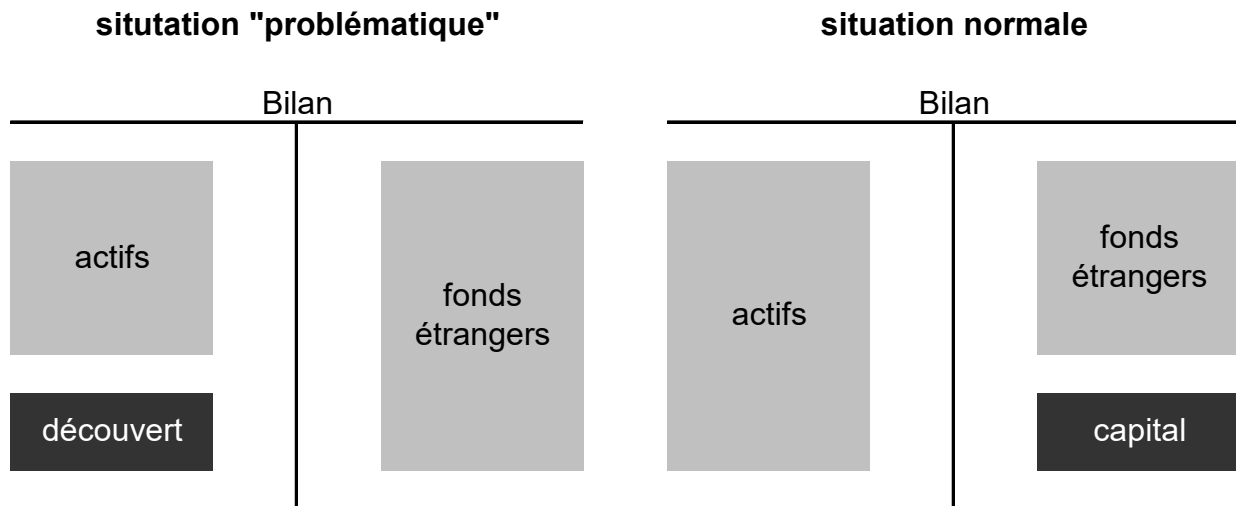 situtation "problématique"
Bilan
actifs
découvert
fonds
étrangers
situation normale
Bilan
actifs
fonds
étrangers
capital